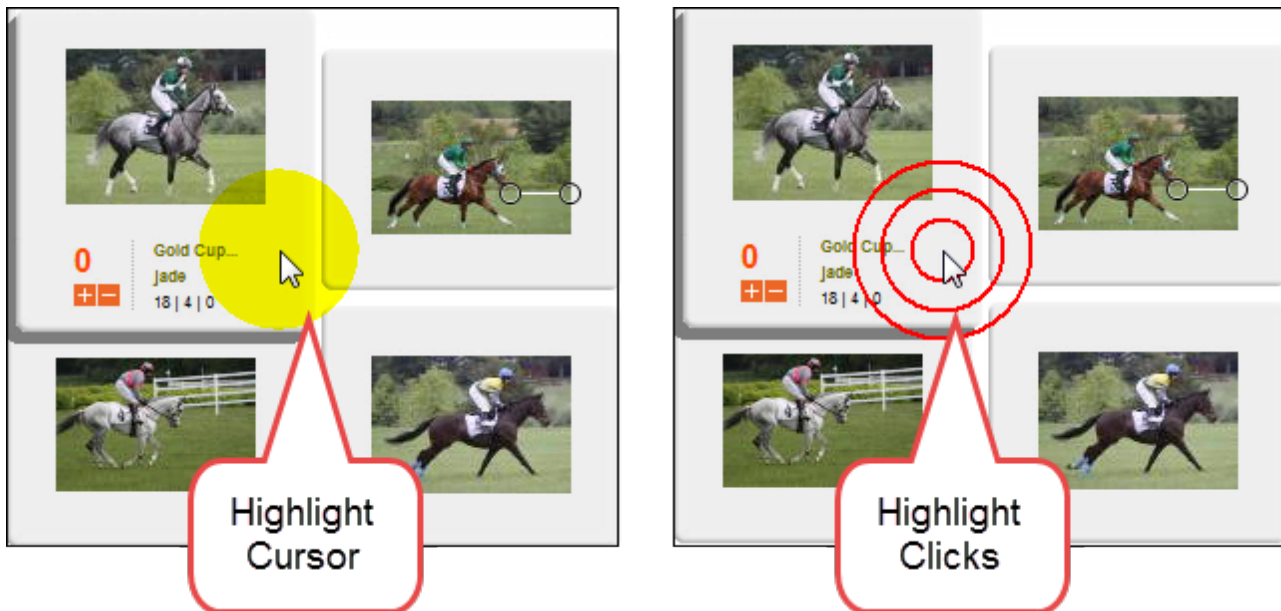 0
+ −
Gold Cup...
Jade
18 | 4 | 0
Highlight
Cursor
0
+ −
Gold Cup...
Jade
18 | 4 | 0
Highlight
Clicks